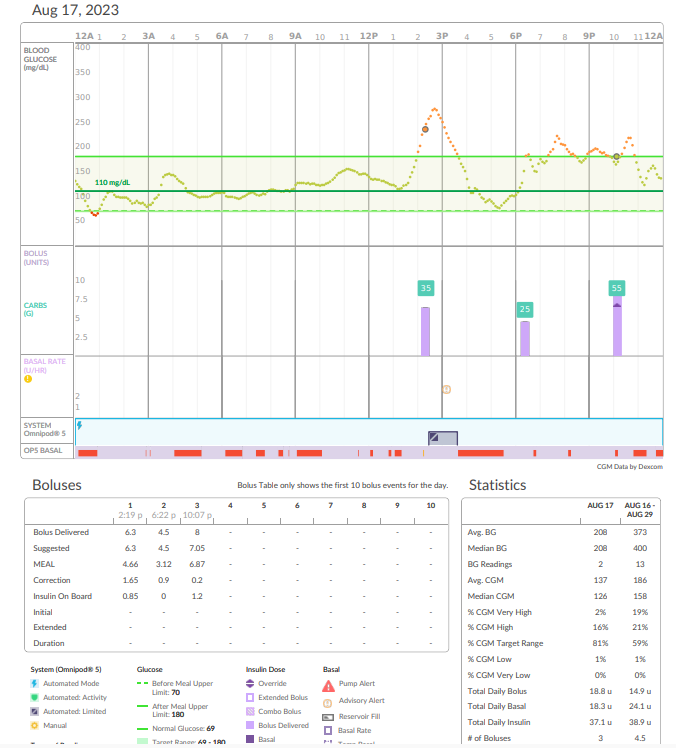 Aug 17, 2023
12A 1 2 3A 4 5 6A 7 8 9A 10 11 12P 1 2 3P 4 5 6P 7 8 9P 10 11 12A
BLOOD
GLUCOSE
(mg/dL)
400
350
300
250
200
150
110 mg/dL
100
50
BOLUS
(UNITS)
10
7.5
5
2.5
35
25
55
CARBS
(G)
BASAL RATE
(U/HR)
2
1
SYSTEM
Omnipod® 5
OP5 BASAL
CGM Data by Dexcom
Boluses
Bolus Table only shows the first 10 bolus events for the day.
1 2 3 4 5 6 7 8 9 10
2:19 p 6:22 p 10:07 p
Bolus Delivered 6.3 4.5 8 - - - - - - -
Suggested 6.3 4.5 7.05 - - - - - - -
MEAL 4.66 3.12 6.87 - - - - - - -
Correction 1.65 0.9 0.2 - - - - - - -
Insulin On Board 0.85 0 1.2 - - - - - - -
Initial - - - - - - - - - -
Extended - - - - - - - - - -
Duration - - - - - - - - - -
Statistics
AUG 17 AUG 16 -
AUG 29
Avg. BG 208 373
Median BG 208 400
BG Readings 2 13
Avg. CGM 137 186
Median CGM 126 158
% CGM Very High 2% 19%
% CGM High 16% 21%
% CGM Target Range 81% 59%
% CGM Low 1% 1%
% CGM Very Low 0% 0%
Total Daily Bolus 18.8 u 14.9 u
Total Daily Basal 18.3 u 24.1 u
Total Daily Insulin 37.1 u 38.9 u
# of Boluses 3 4.5
System (Omnipod® 5)
Automated Mode
Automated: Activity
Automated: Limited
Manual
Glucose
Before Meal Upper
Limit: 70
After Meal Upper
Limit: 180
Normal Glucose: 69
Target Range: 69 - 180
Insulin Dose
Override
Extended Bolus
Combo Bolus
Bolus Delivered
Basal
Basal
Pump Alert
Advisory Alert
Reservoir Fill
Basal Rate